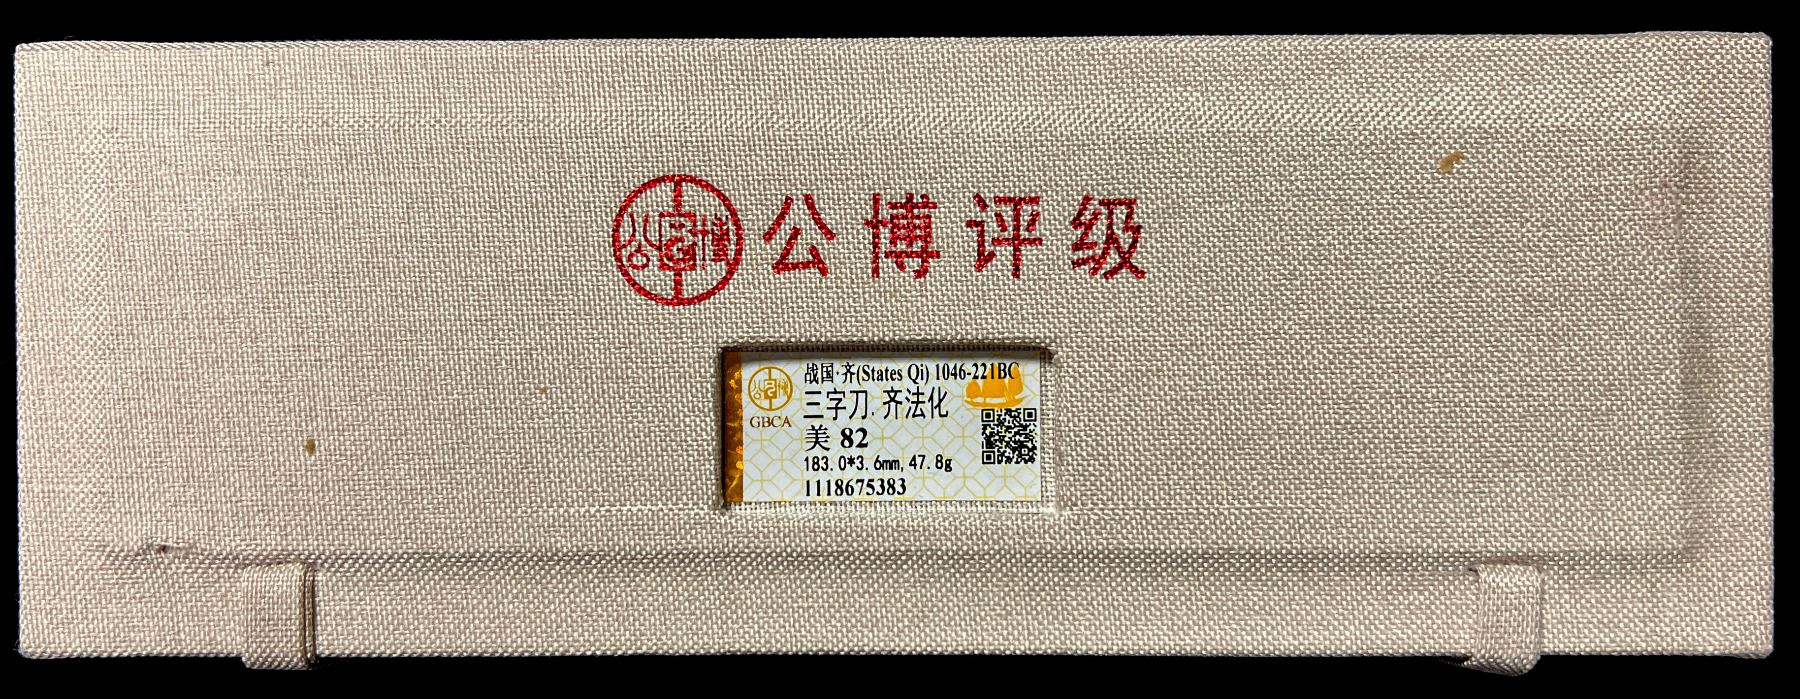 公博评级
战国·齐(States Qi) 1046-221BC
三字刀. 齐法化
GBCA
美 82
183.0*3.6mm, 47.8g
1118675383